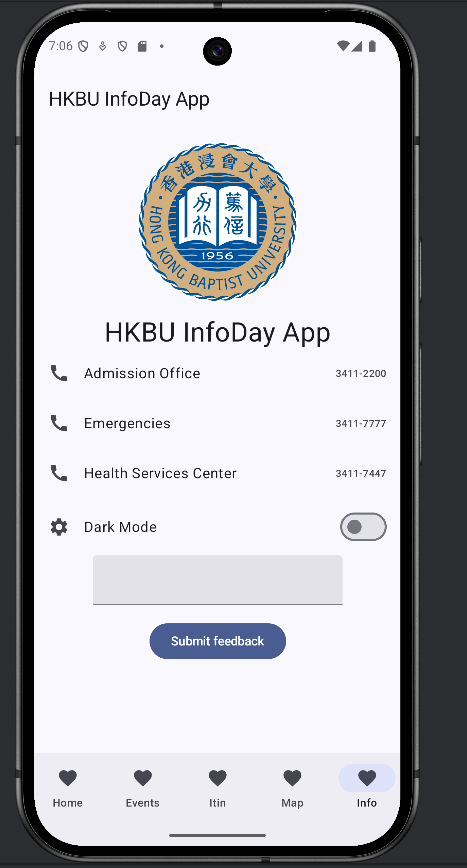 7:06
HKBU InfoDay App
香港浸會大學
HONG KONG BAPTIST UNIVERSITY
篤信
力行
1956
HKBU InfoDay App
Admission Office 3411-2200
Emergencies 3411-7777
Health Services Center 3411-7447
Dark Mode
Submit feedback
Home Events Itin Map Info